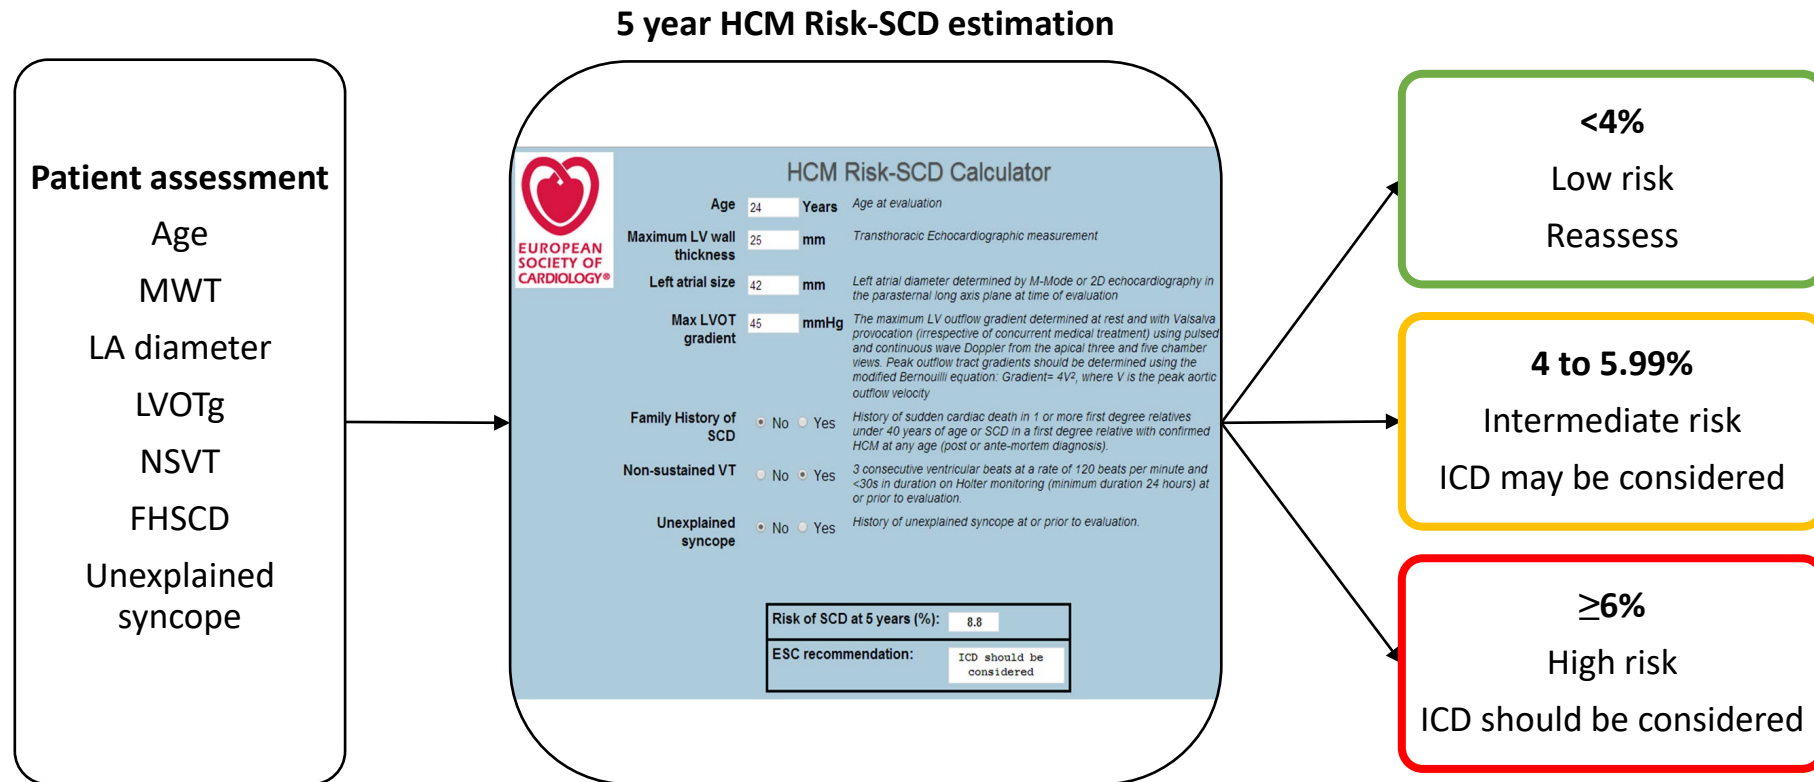 5 year HCM Risk-SCD estimation
Patient assessment
Age
MWT
LA diameter
LVOTg
NSVT
FHSCD
Unexplained
syncope
EUROPEAN
SOCIETY OF
CARDIOLOGY®
HCM Risk-SCD Calculator
Age 24 Years Age at evaluation
Maximum LV wall
thickness
25 mm Transthoracic Echocardiographic measurement
Left atrial size 42 mm Left atrial diameter determined by M-Mode or 2D echocardiography in
the parasternal long axis plane at time of evaluation
Max LVOT
gradient
45 mmHg The maximum LV outflow gradient determined at rest and with Valsalva
provocation (irrespective of concurrent medical treatment) using pulsed
and continuous wave Doppler from the apical three and five chamber
views. Peak outflow tract gradients should be determined using the
modified Bernouilli equation: Gradient= 4V², where V is the peak aortic
outflow velocity
Family History of
SCD
No Yes History of sudden cardiac death in 1 or more first degree relatives
under 40 years of age or SCD in a first degree relative with confirmed
HCM at any age (post or ante-mortem diagnosis).
Non-sustained VT No Yes 3 consecutive ventricular beats at a rate of 120 beats per minute and
<30s in duration on Holter monitoring (minimum duration 24 hours) at
or prior to evaluation.
Unexplained
syncope
No Yes History of unexplained syncope at or prior to evaluation.
Risk of SCD at 5 years (%): 8.8
ESC recommendation: ICD should be
considered
<4%
Low risk
Reassess
4 to 5.99%
Intermediate risk
ICD may be considered
≥6%
High risk
ICD should be considered